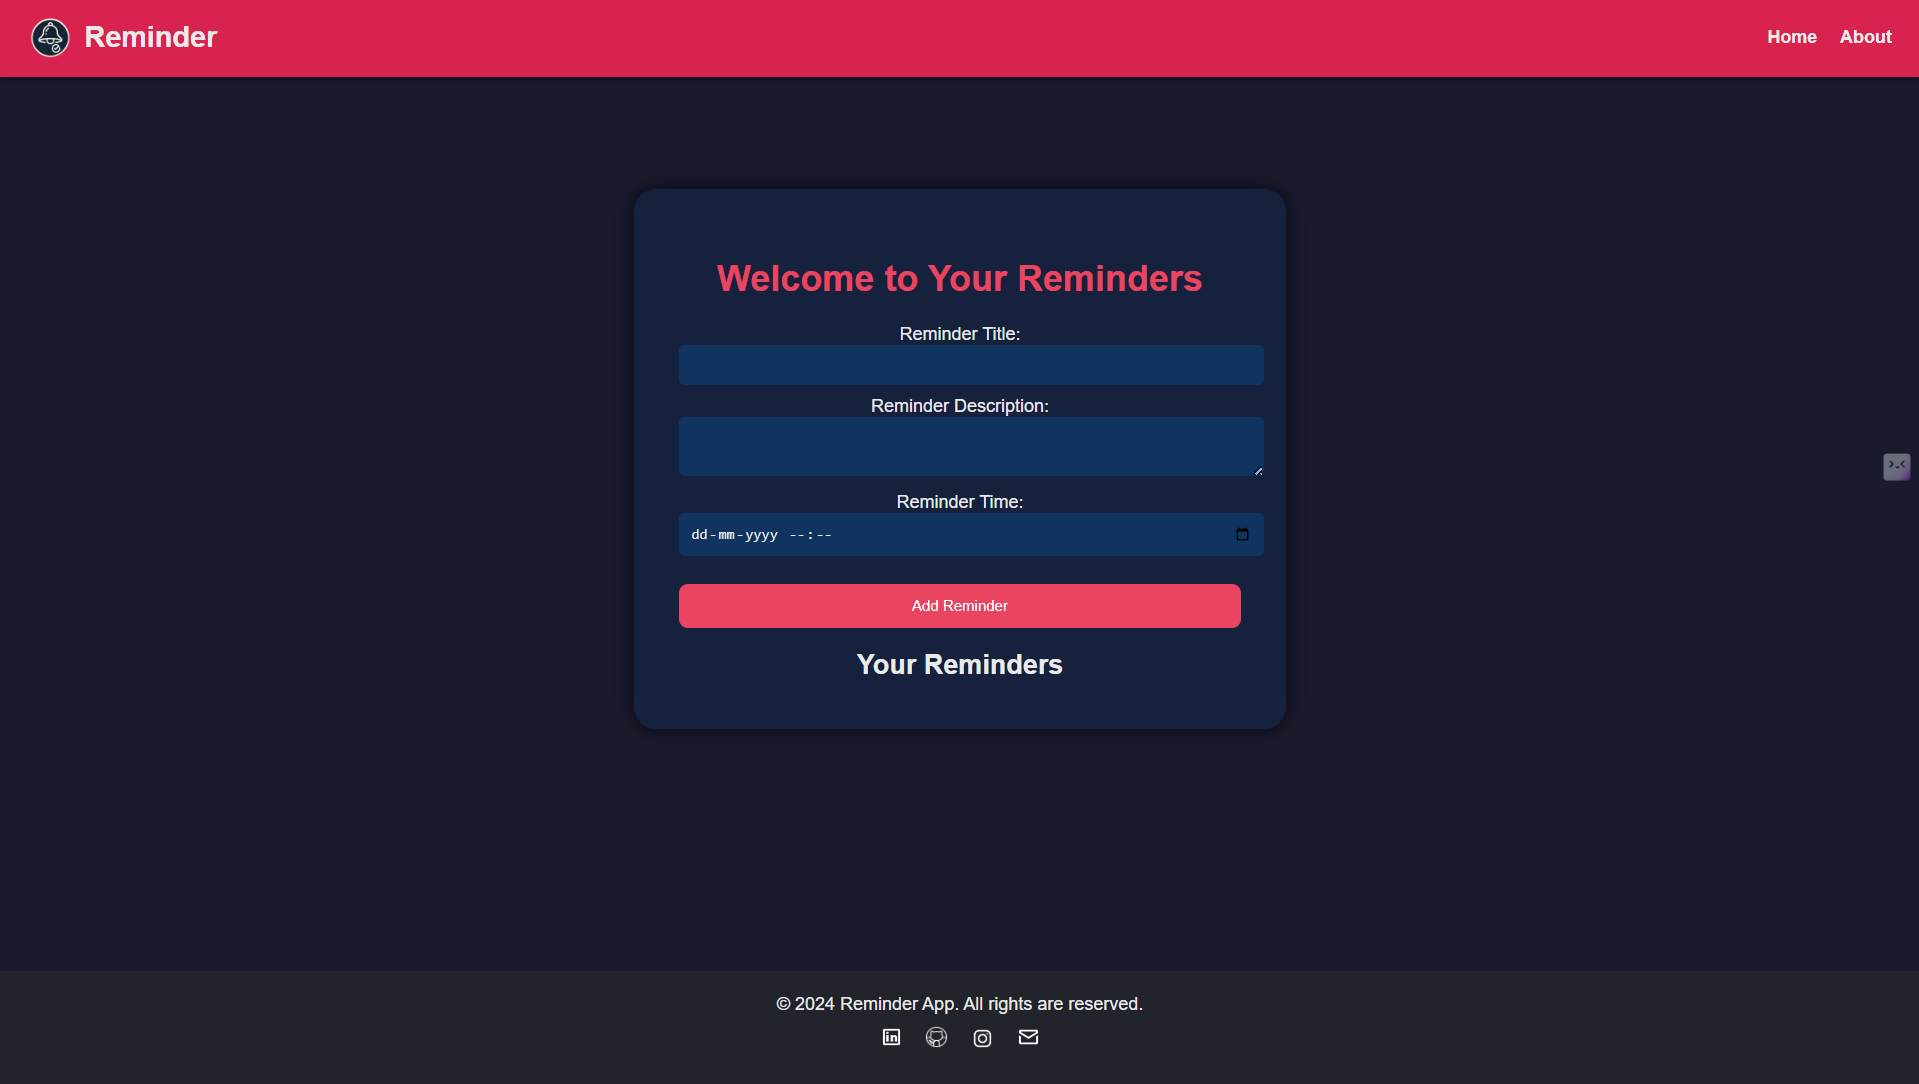 Reminder
Home About
Welcome to Your Reminders
Reminder Title:
Reminder Description:
Reminder Time:
dd-mm-yyyy --:--
Add Reminder
Your Reminders
© 2024 Reminder App. All rights are reserved.